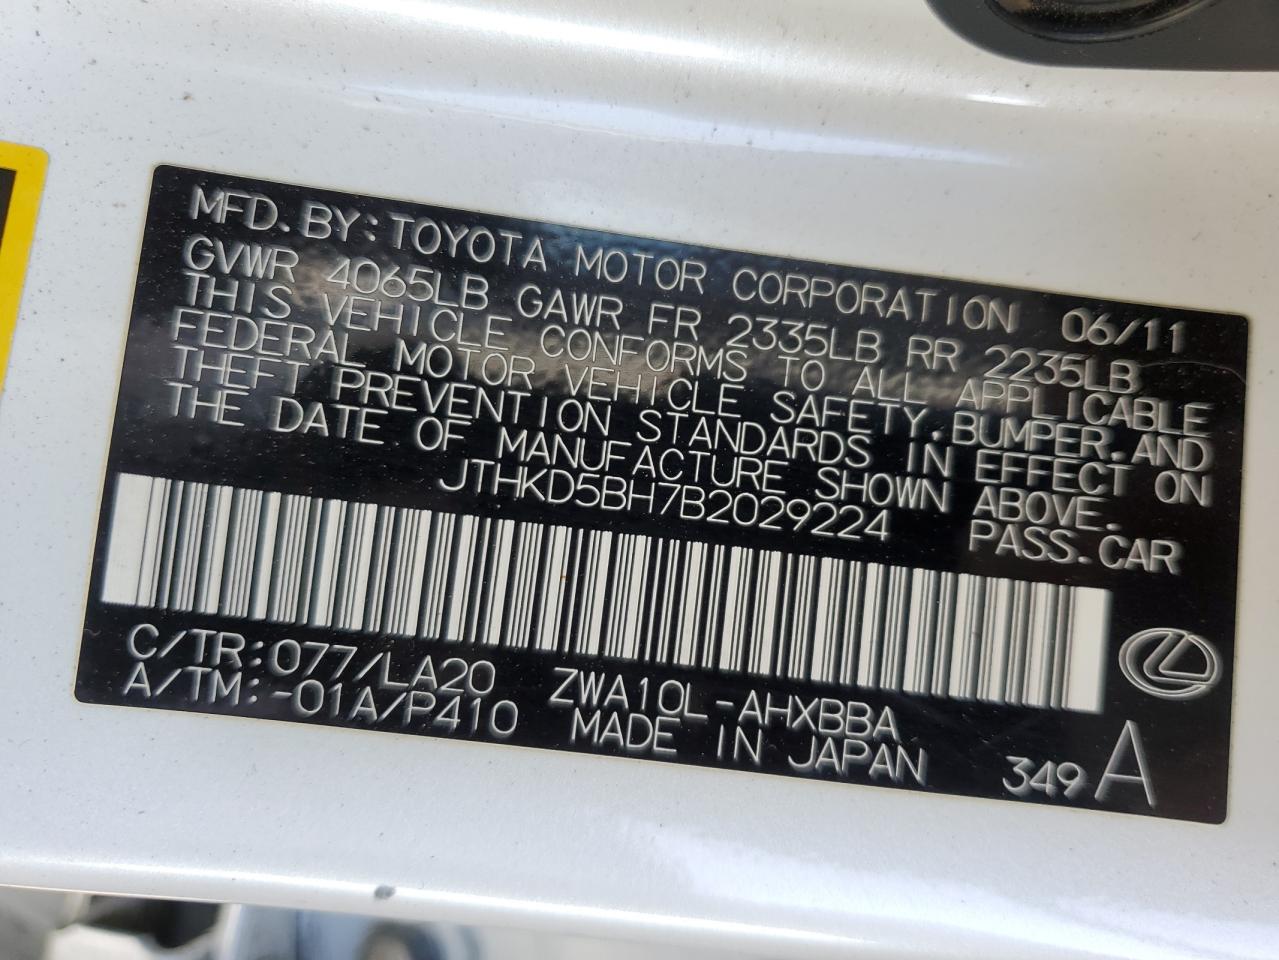 MFD.BY:TOYOTA MOTOR CORPORATION 06/11
GVWR 4065LB GAWR FR 2335LB RR 2235LB
THIS VEHICLE CONFORMS TO ALL APPLICABLE
FEDERAL MOTOR VEHICLE SAFETY,BUMPER,AND
THEFT PREVENTION STANDARDS IN EFFECT ON
THE DATE OF MANUFACTURE SHOWN ABOVE.
JTHKD5BH7B2029224 PASS.CAR
C/TR:077/LA20 ZWA10L-AHXBBA
A/TM:-01A/P410 MADE IN JAPAN 349 A